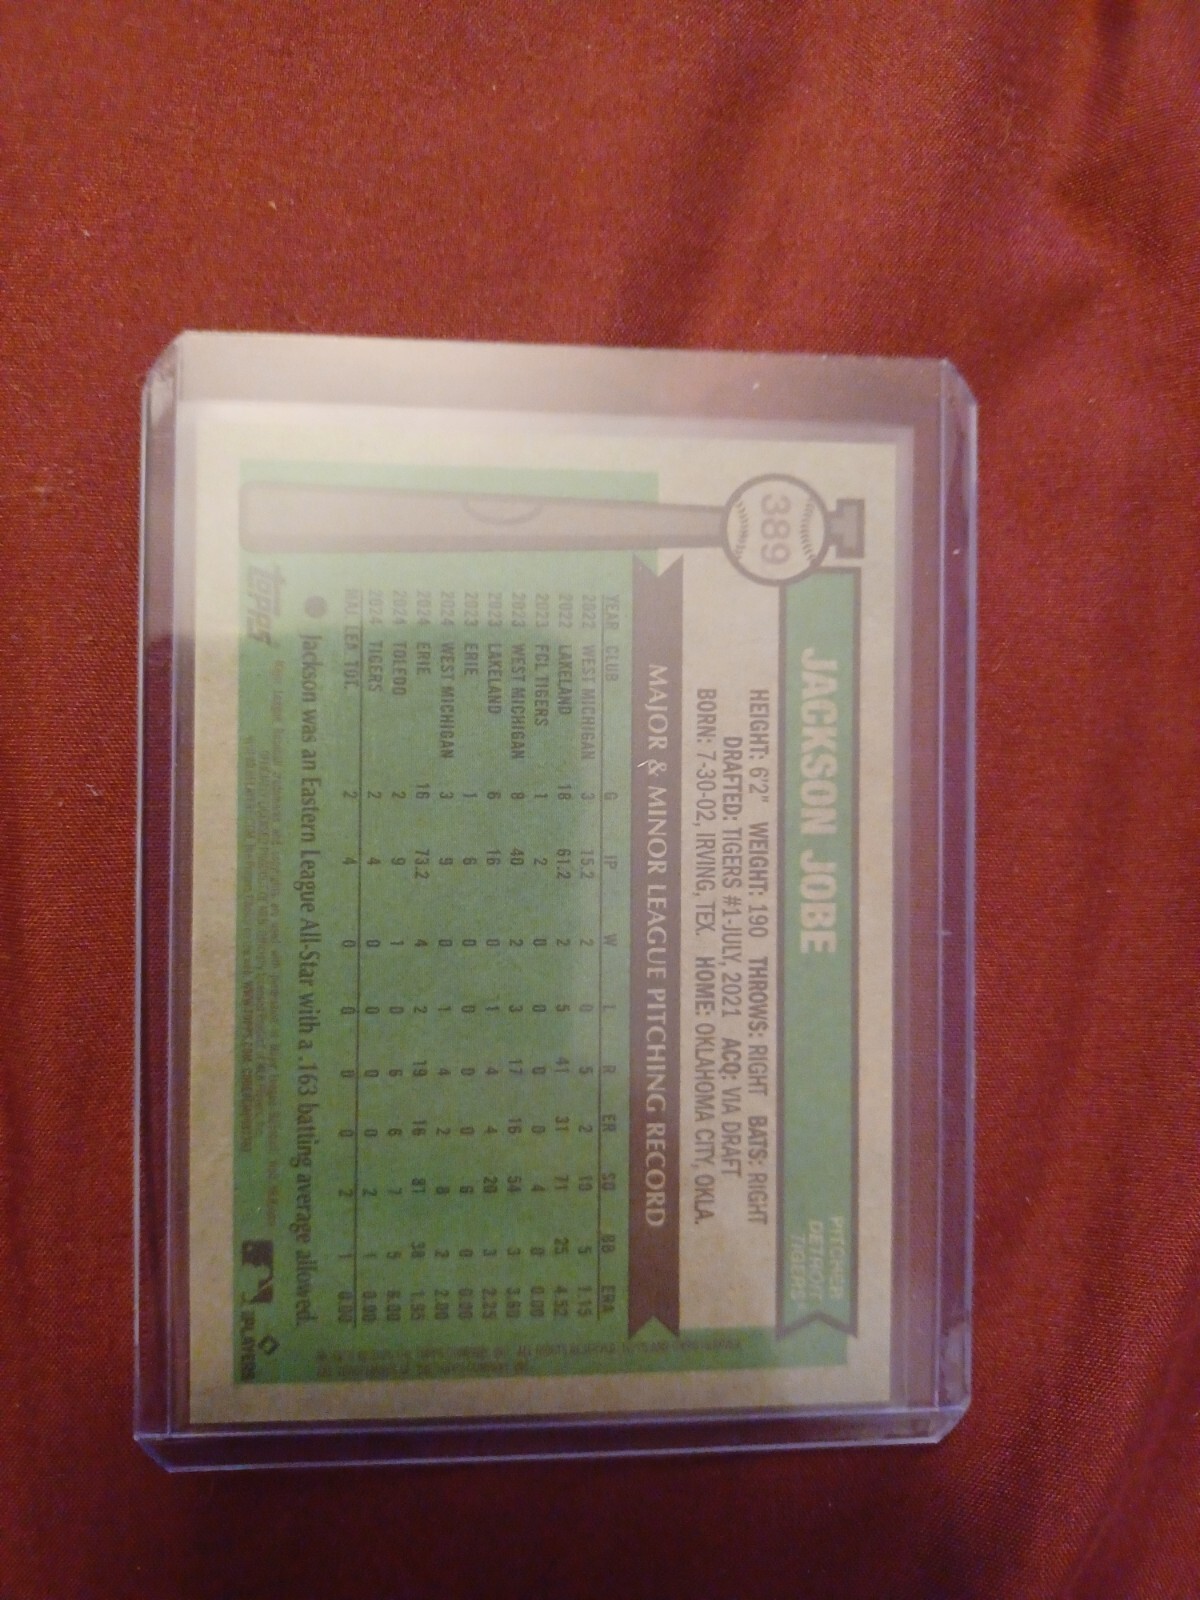 389
JACKSON JOBE
PITCHER
DETROIT
TIGERS®
HEIGHT: 6'2" WEIGHT: 190 THROWS: RIGHT BATS: RIGHT
DRAFTED: TIGERS #1-JULY, 2021 ACQ: VIA DRAFT
BORN: 7-30-02, IRVING, TEX. HOME: OKLAHOMA CITY, OKLA.
MAJOR & MINOR LEAGUE PITCHING RECORD
YEAR CLUB G IP W L R ER SO BB ERA
2022 WEST MICHIGAN 3 15.2 2 0 5 2 10 5 1.15
2022 LAKELAND 18 61.2 2 5 41 31 71 25 4.52
2023 FCL TIGERS 1 2 0 0 0 0 4 0 0.00
2023 WEST MICHIGAN 8 40 2 3 17 16 54 3 3.60
2023 LAKELAND 6 16 0 1 4 4 20 3 2.25
2023 ERIE 1 6 0 0 0 0 6 0 0.00
2024 WEST MICHIGAN 3 9 0 1 4 2 8 2 2.00
2024 ERIE 16 73.2 4 2 19 16 81 38 1.95
2024 TOLEDO 2 9 1 0 6 6 7 5 6.00
2024 TIGERS 2 4 0 0 0 0 2 1 0.00
MAJ. LEA. TOT. 2 4 0 0 0 0 2 1 0.00
Jackson was an Eastern League All-Star with a .163 batting average allowed.
TOPPS
PLAYERS